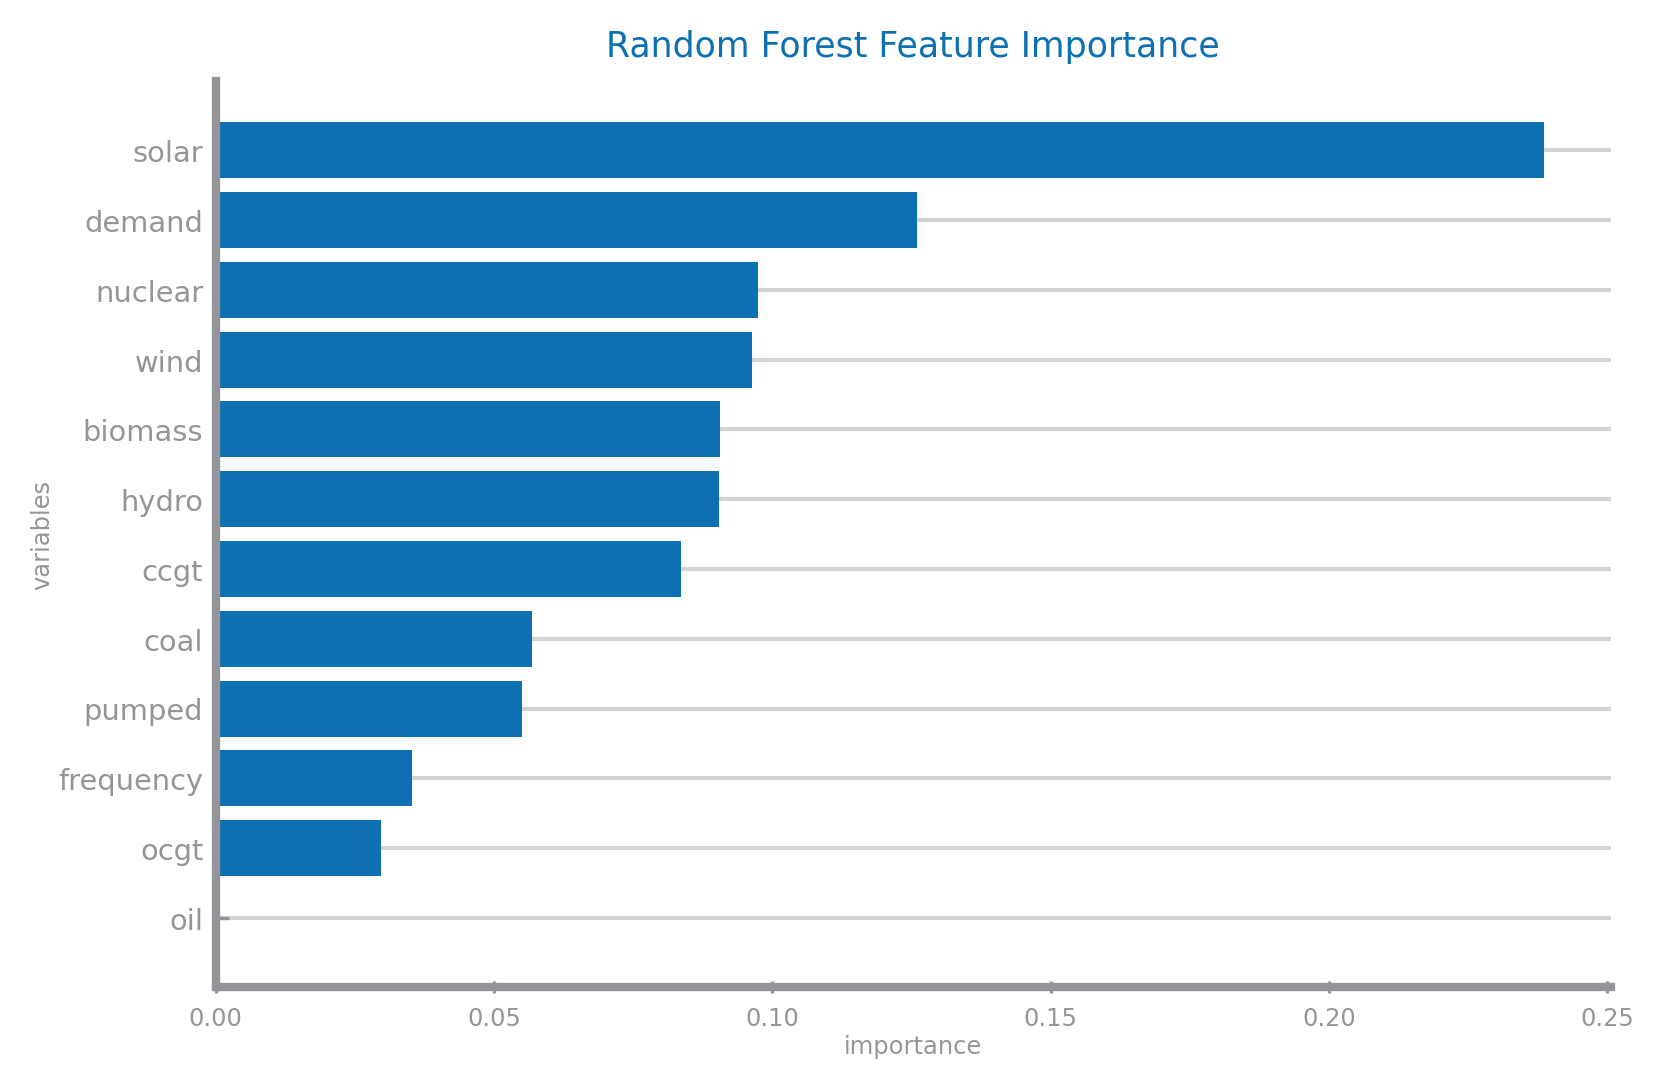 Random Forest Feature Importance
solar
demand
nuclear
wind
biomass
hydro
ccgt
coal
pumped
frequency
ocgt
oil
variables
0.00 0.05 0.10 0.15 0.20 0.25
importance